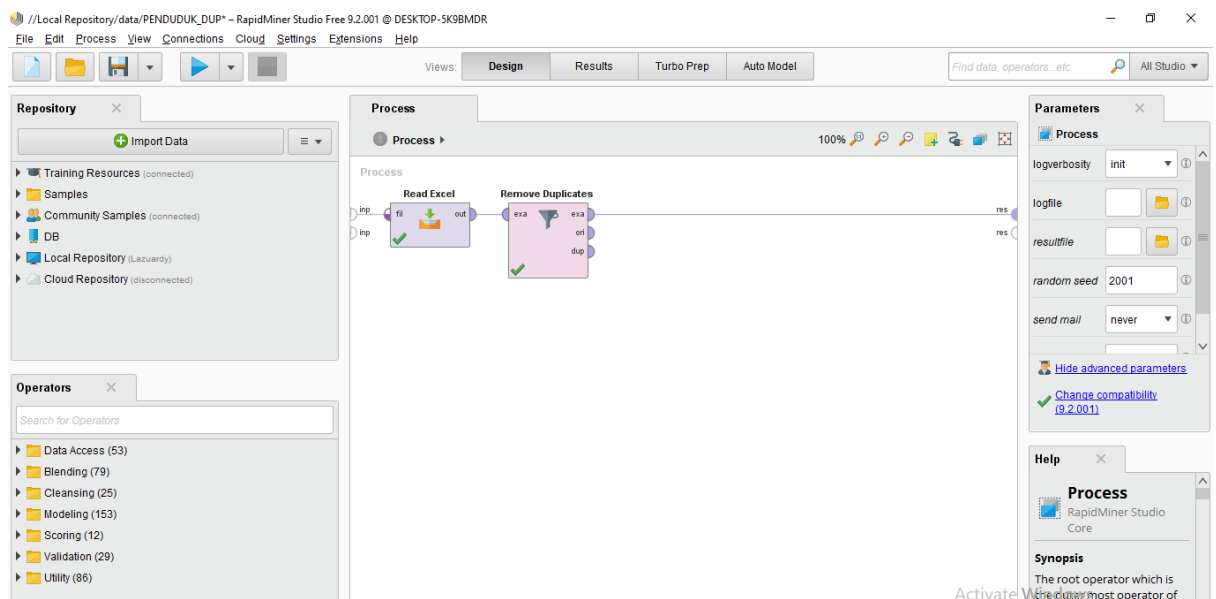 //Local Repository/data/PENDUDUK_DUP* – RapidMiner Studio Free 9.2.001 @ DESKTOP-5K9BMDR
File Edit Process View Connections Cloud Settings Extensions Help
Views: Design Results Turbo Prep Auto Model
Find data, operators...etc
All Studio
Repository
Import Data
Training Resources (connected)
Samples
Community Samples (connected)
DB
Local Repository (Lazuardy)
Cloud Repository (disconnected)
Operators
Search for Operators
Data Access (53)
Blending (79)
Cleansing (25)
Modeling (153)
Scoring (12)
Validation (29)
Utility (86)
Process
Process
100%
Process
Read Excel
Remove Duplicates
inp
fil
out
exa
exa
res
inp
ori
res
dup
Parameters
Process
logverbosity init
logfile
resultfile
random seed 2001
send mail never
Hide advanced parameters
Change compatibility
(9.2.001)
Help
Process
RapidMiner Studio
Core
Synopsis
The root operator which is
the outer most operator of
Activate Windows